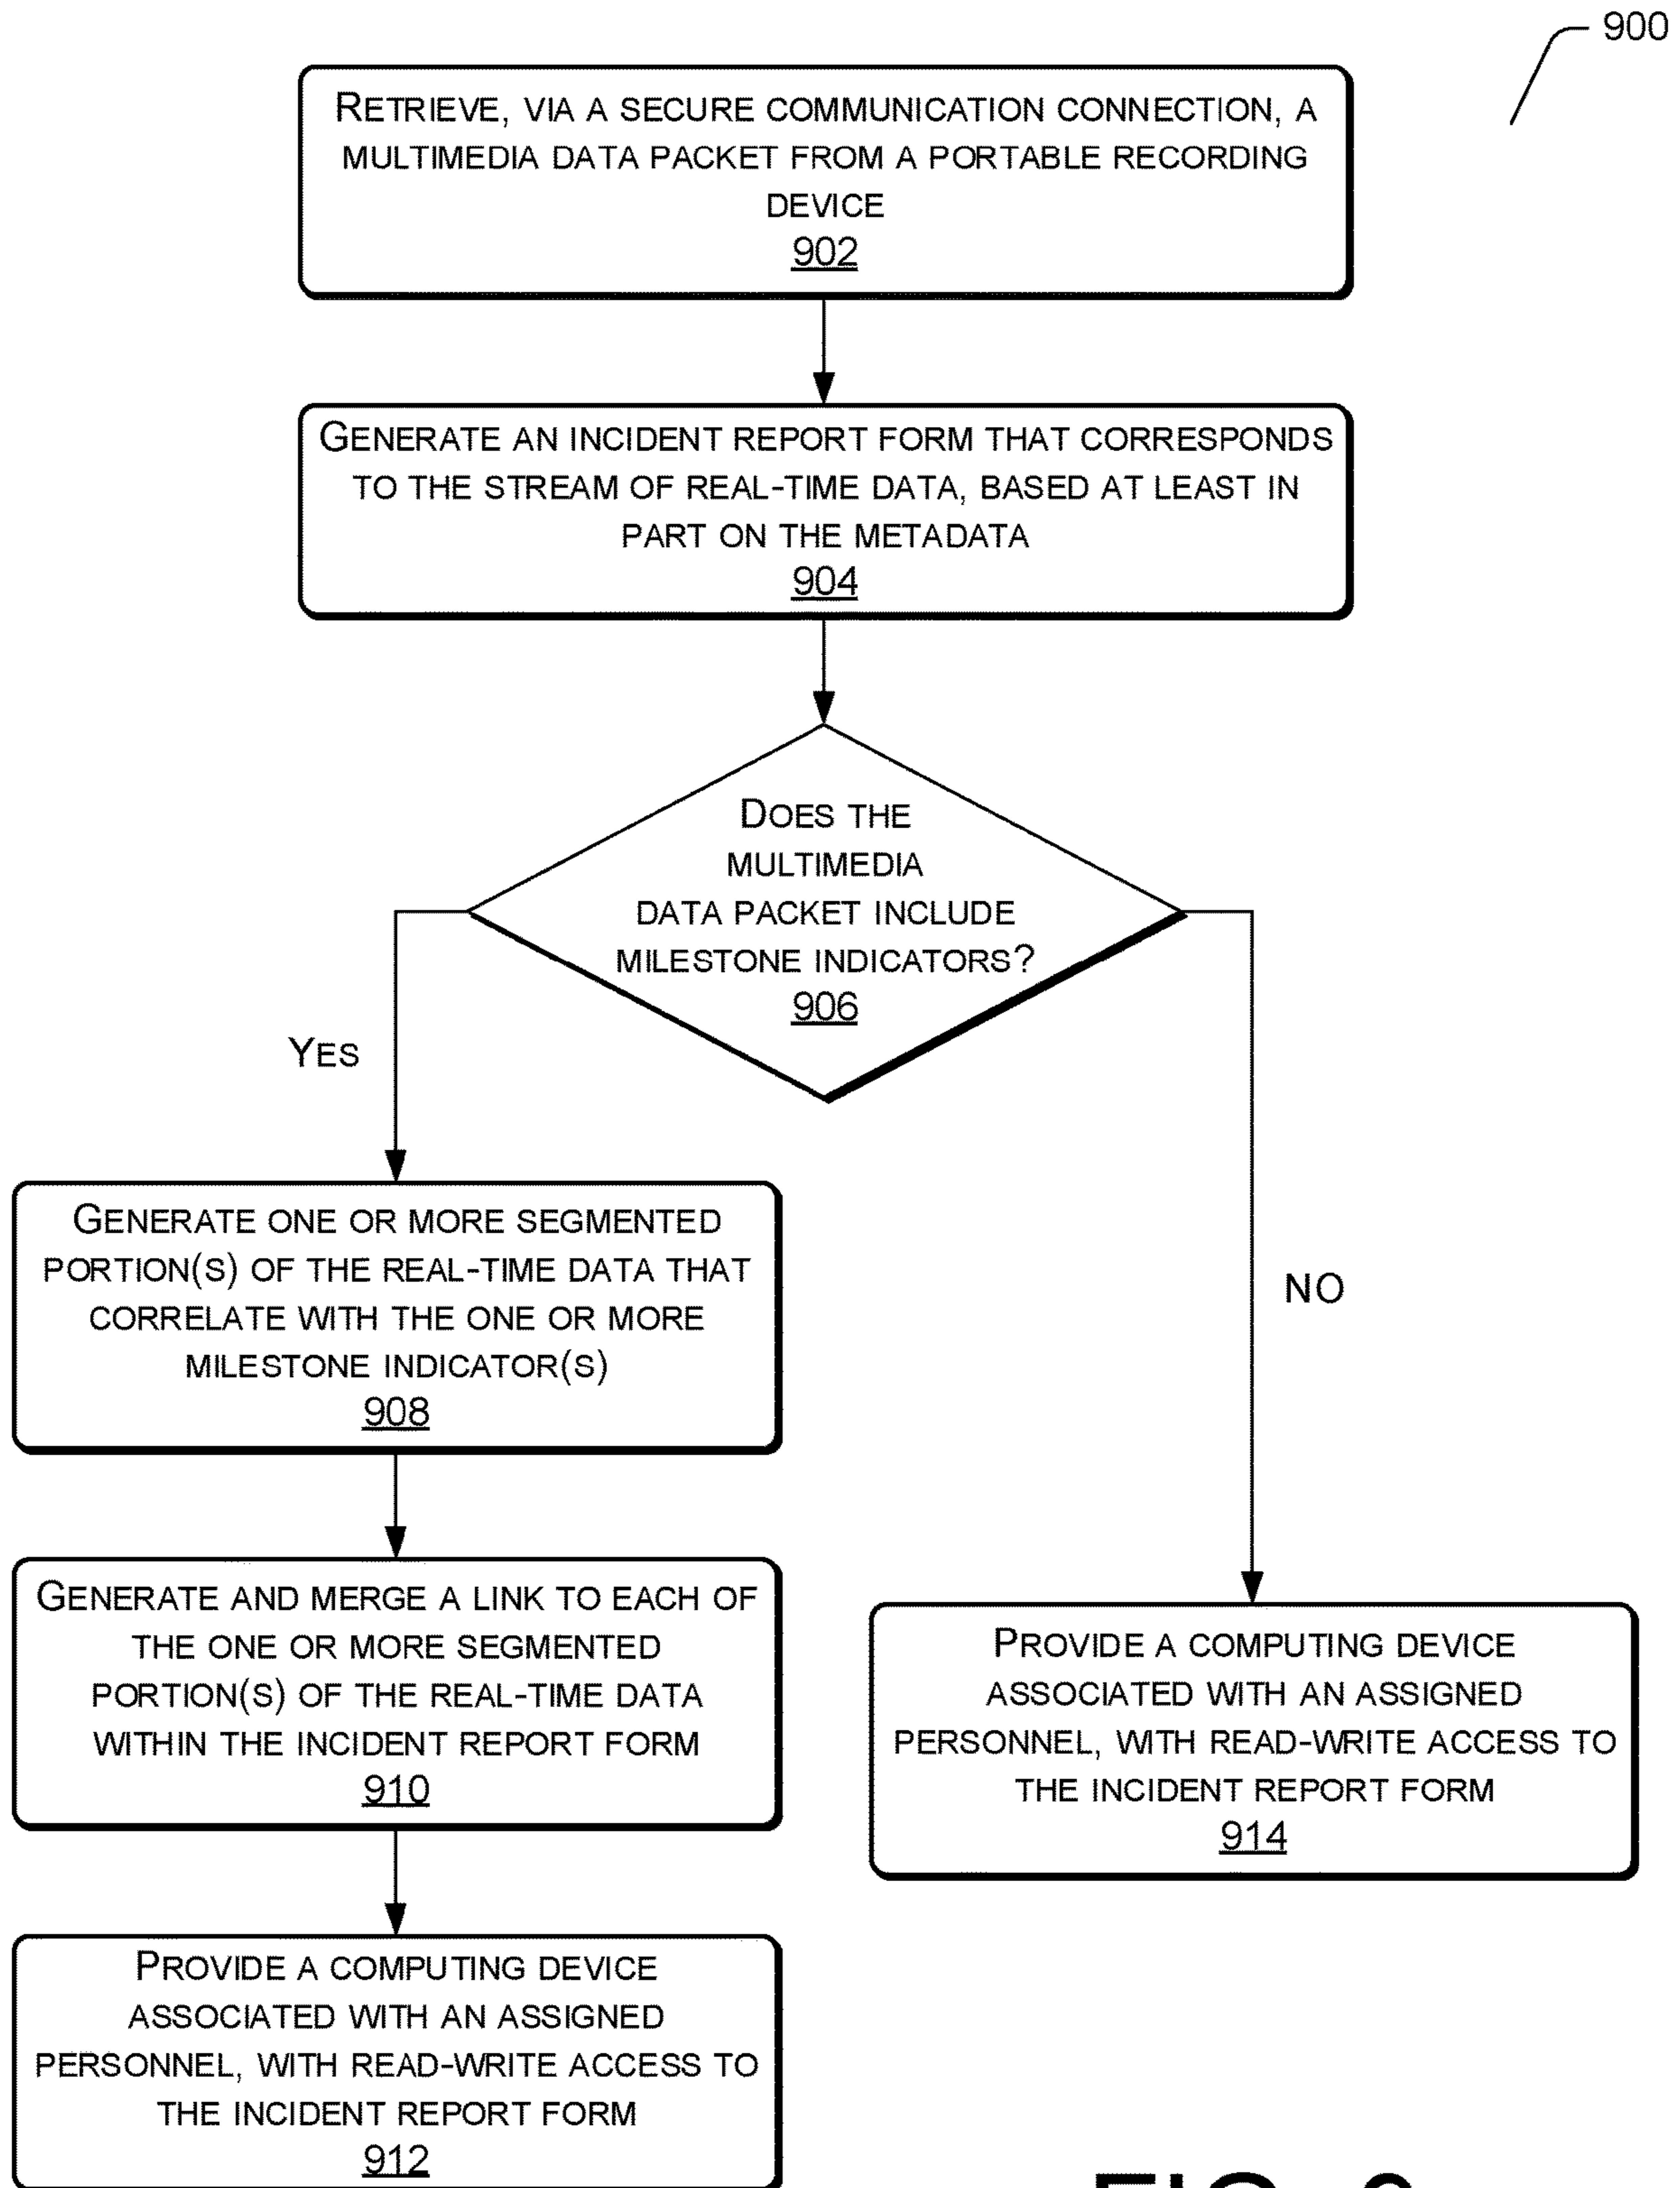 900
RETRIEVE, VIA A SECURE COMMUNICATION CONNECTION, A
MULTIMEDIA DATA PACKET FROM A PORTABLE RECORDING
DEVICE
902
GENERATE AN INCIDENT REPORT FORM THAT CORRESPONDS
TO THE STREAM OF REAL-TIME DATA, BASED AT LEAST IN
PART ON THE METADATA
904
DOES THE
MULTIMEDIA
DATA PACKET INCLUDE
MILESTONE INDICATORS?
906
YES
NO
GENERATE ONE OR MORE SEGMENTED
PORTION(S) OF THE REAL-TIME DATA THAT
CORRELATE WITH THE ONE OR MORE
MILESTONE INDICATOR(S)
908
GENERATE AND MERGE A LINK TO EACH OF
THE ONE OR MORE SEGMENTED
PORTION(S) OF THE REAL-TIME DATA
WITHIN THE INCIDENT REPORT FORM
910
PROVIDE A COMPUTING DEVICE
ASSOCIATED WITH AN ASSIGNED
PERSONNEL, WITH READ-WRITE ACCESS TO
THE INCIDENT REPORT FORM
914
PROVIDE A COMPUTING DEVICE
ASSOCIATED WITH AN ASSIGNED
PERSONNEL, WITH READ-WRITE ACCESS TO
THE INCIDENT REPORT FORM
912